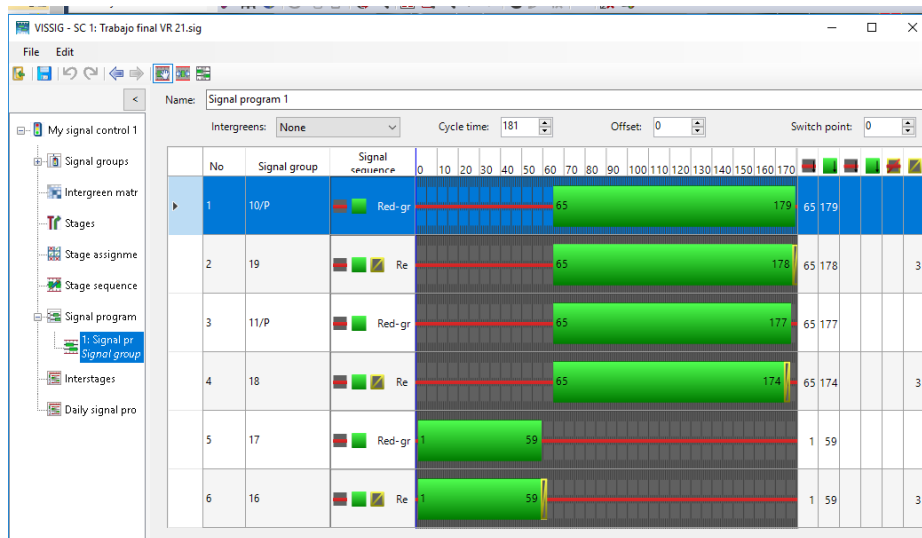 VISSIG - SC 1: Trabajo final VR 21.sig
File Edit
<
Name: Signal program 1
Intergreens: None Cycle time: 181 Offset: 0 Switch point: 0
My signal control 1
Signal groups
Intergreen matr
Stages
Stage assignme
Stage sequence
Signal program
1: Signal pr
Signal group
Interstages
Daily signal pro
No Signal group Signal sequence 0 10 20 30 40 50 60 70 80 90 100 110 120 130 140 150 160 170
1 10/P Red-gr 65 179 65 179
2 19 Re 65 178 65 178 3
3 11/P Red-gr 65 177 65 177
4 18 Re 65 174 65 174 3
5 17 Red-gr 1 59 1 59
6 16 Re 1 59 1 59 3